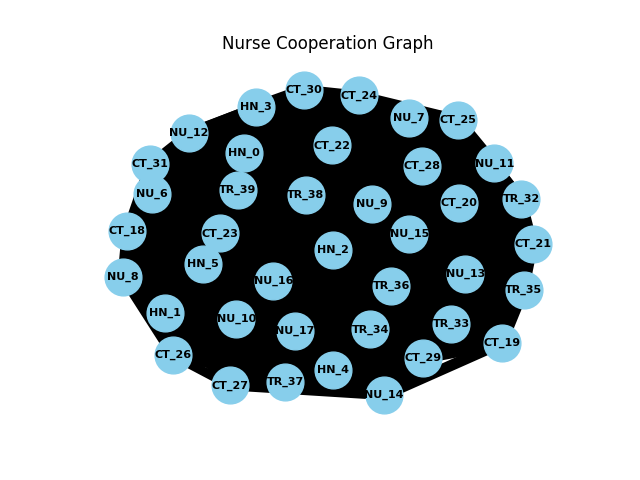 Nurse Cooperation Graph
CT_30
CT_24
HN_3
NU_7
CT_25
NU_12
CT_22
HN_0
CT_31
CT_28
NU_11
TR_39
NU_6
TR_38
TR_32
NU_9
CT_20
CT_18
CT_23
NU_15
CT_21
HN_2
HN_5
NU_8
NU_16
NU_13
TR_36
TR_35
HN_1
NU_10
TR_33
NU_17
TR_34
CT_19
CT_26
CT_29
HN_4
TR_37
CT_27
NU_14